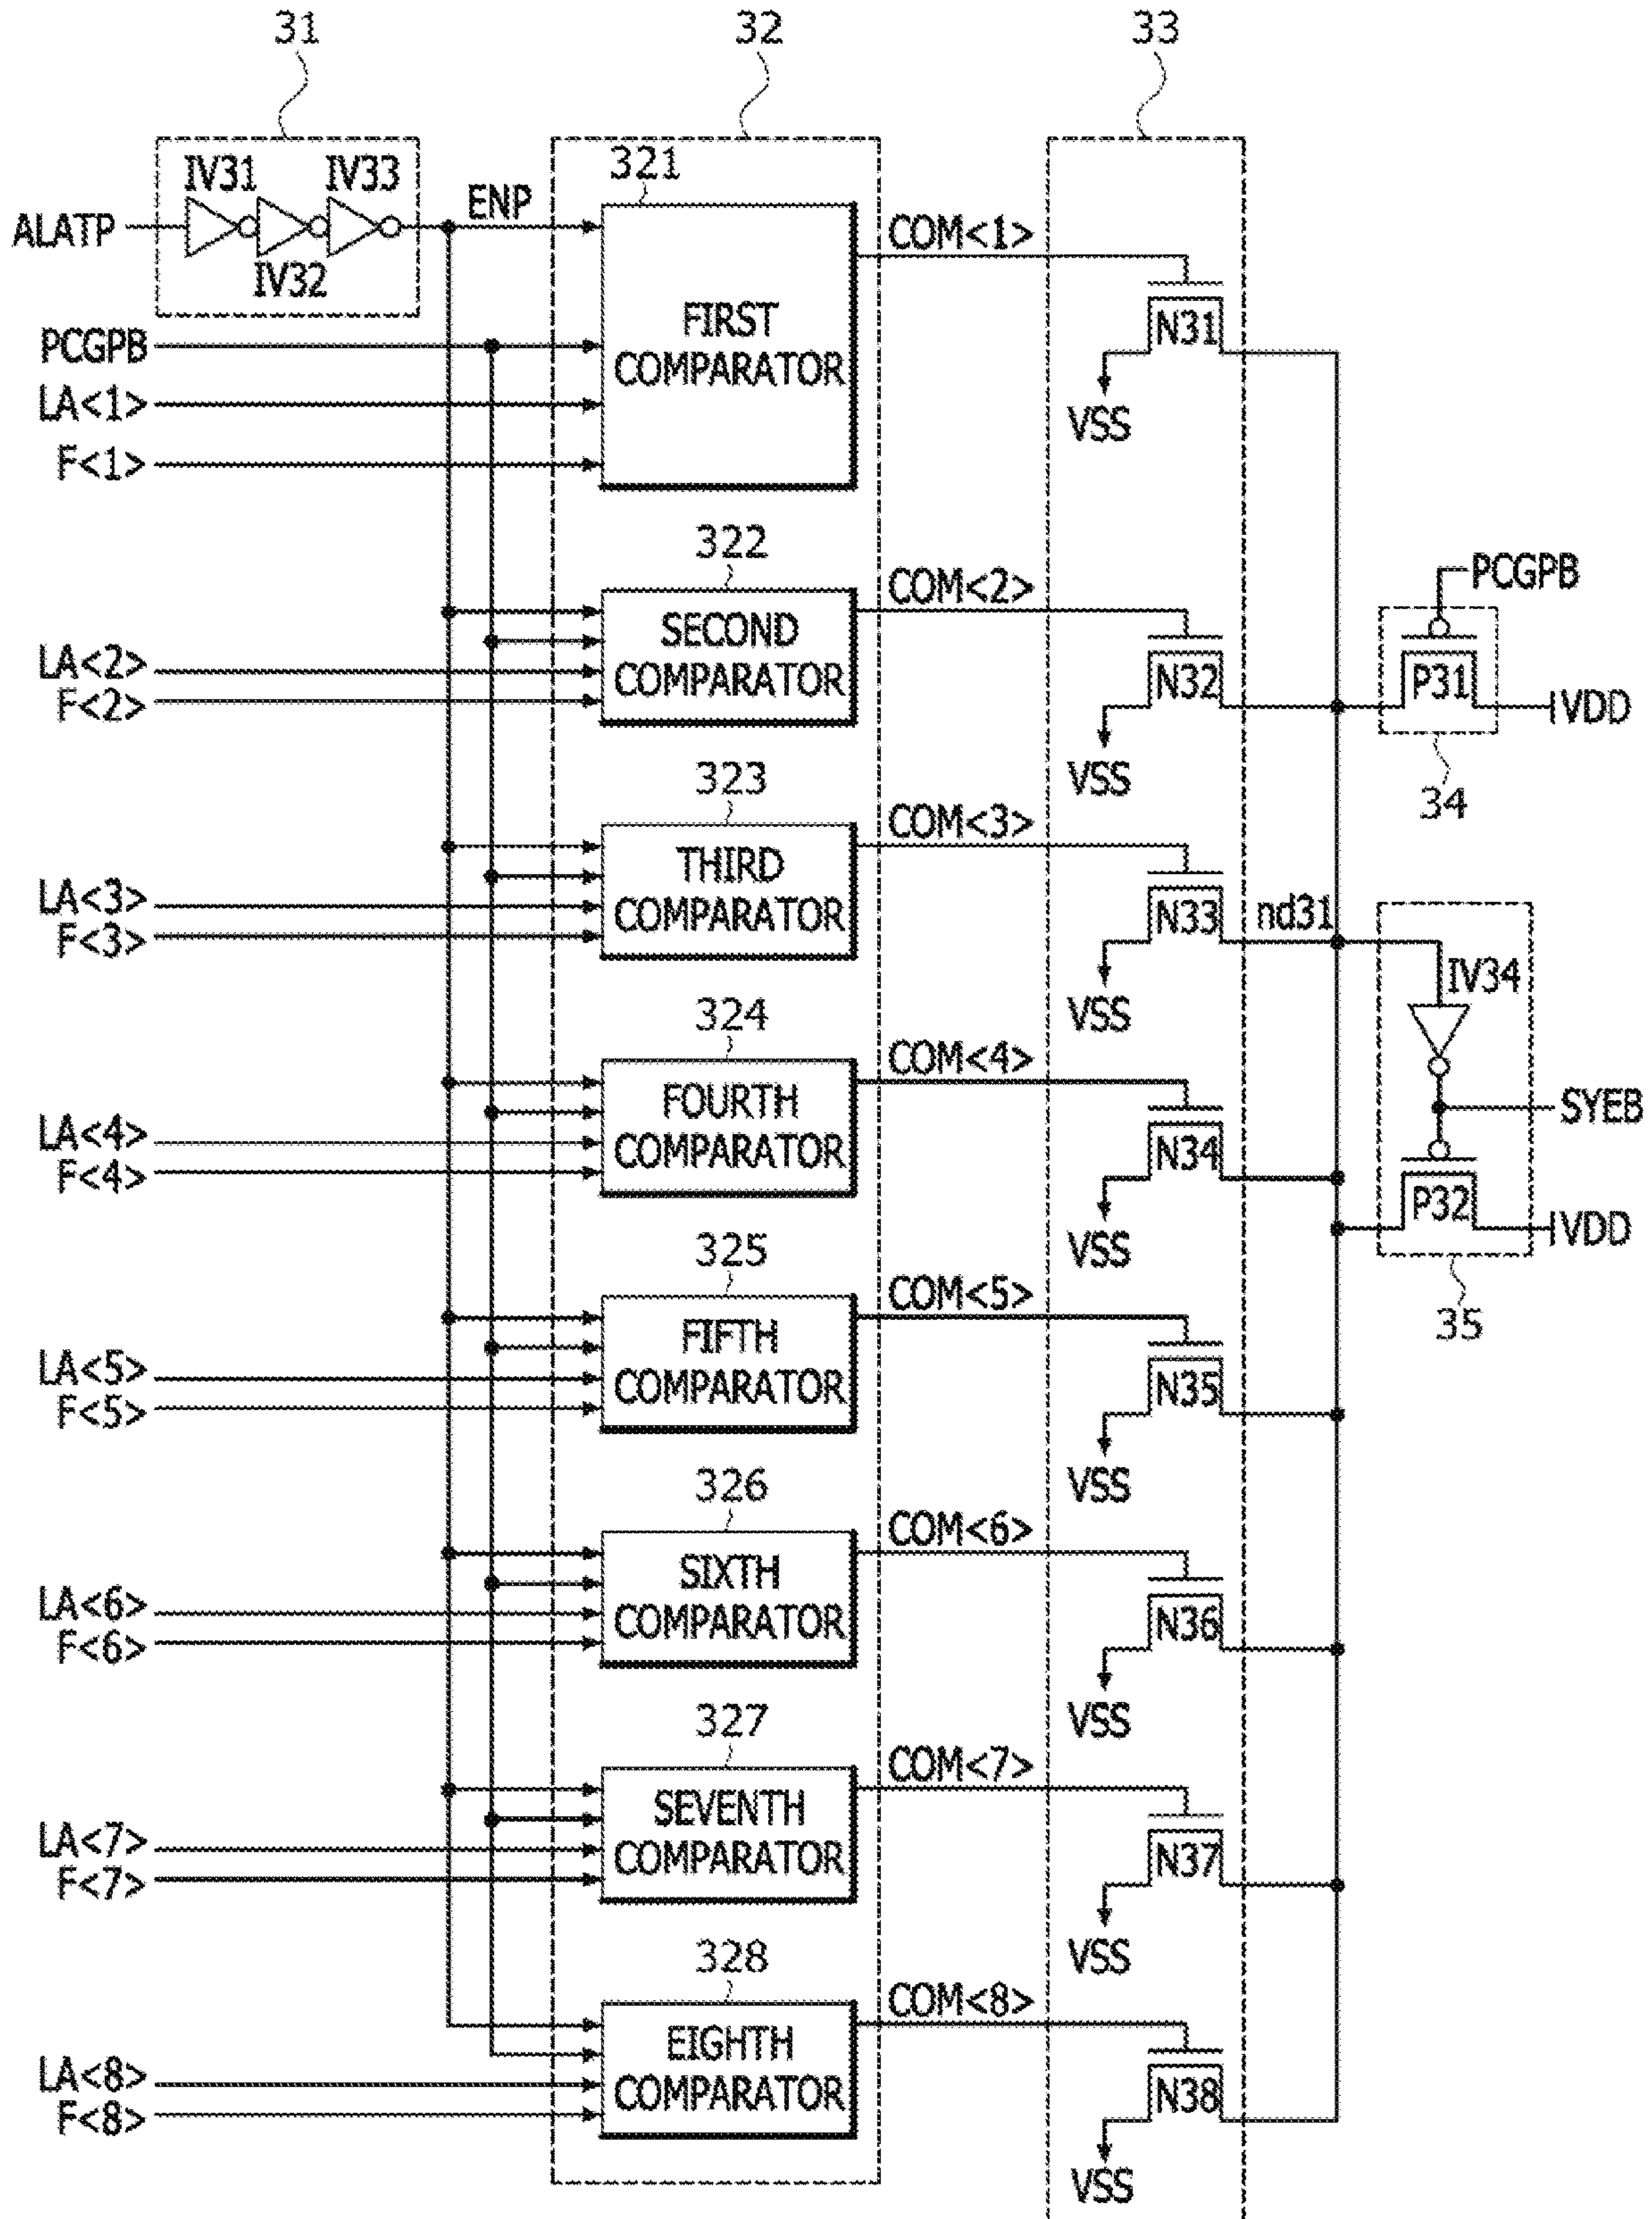 31
32
33
IV31
IV33
ALATP
IV32
ENP
321
COM<1>
FIRST
COMPARATOR
N31
VSS
PCGPB
LA<1>
F<1>
322
COM<2>
SECOND
COMPARATOR
LA<2>
F<2>
N32
VSS
PCGPB
P31
VDD
34
323
COM<3>
THIRD
COMPARATOR
LA<3>
F<3>
N33
VSS
nd31
IV34
324
COM<4>
FOURTH
COMPARATOR
LA<4>
F<4>
N34
VSS
SYEB
P32
VDD
35
325
COM<5>
FIFTH
COMPARATOR
LA<5>
F<5>
N35
VSS
326
COM<6>
SIXTH
COMPARATOR
LA<6>
F<6>
N36
VSS
327
COM<7>
SEVENTH
COMPARATOR
LA<7>
F<7>
N37
VSS
328
COM<8>
EIGHTH
COMPARATOR
LA<8>
F<8>
N38
VSS